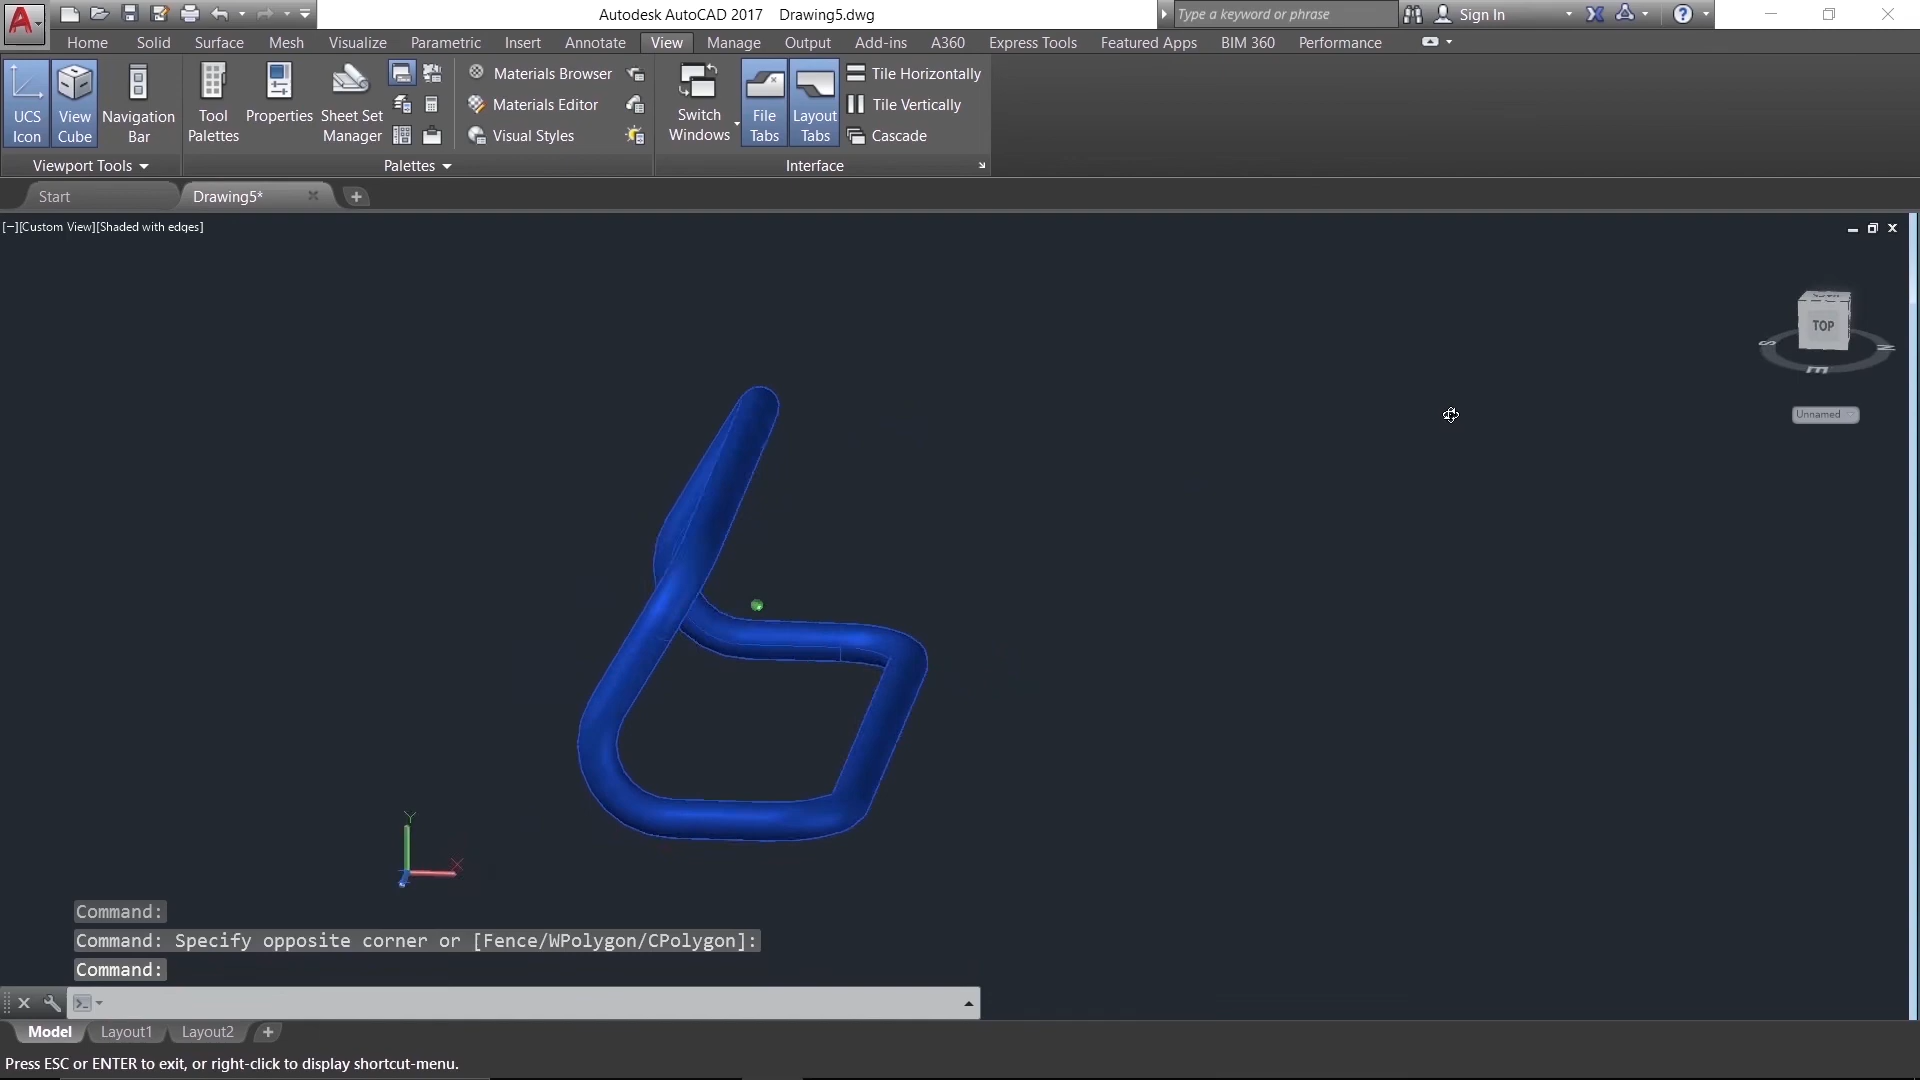 Autodesk AutoCAD 2017 Drawing5.dwg
Type a keyword or phrase
Sign In
Home Solid Surface Mesh Visualize Parametric Insert Annotate View Manage Output Add-ins A360 Express Tools Featured Apps BIM 360 Performance
UCS Icon
View Cube
Navigation Bar
Tool Palettes
Properties
Sheet Set Manager
Materials Browser
Materials Editor
Visual Styles
Switch Windows
File Tabs
Layout Tabs
Tile Horizontally
Tile Vertically
Cascade
Viewport Tools
Palettes
Interface
Start
Drawing5*
[−][Custom View][Shaded with edges]
TOP
S
N
E
Unnamed
Y
X
Command:
Command: Specify opposite corner or [Fence/WPolygon/CPolygon]:
Command:
Model Layout1 Layout2
Press ESC or ENTER to exit, or right-click to display shortcut-menu.